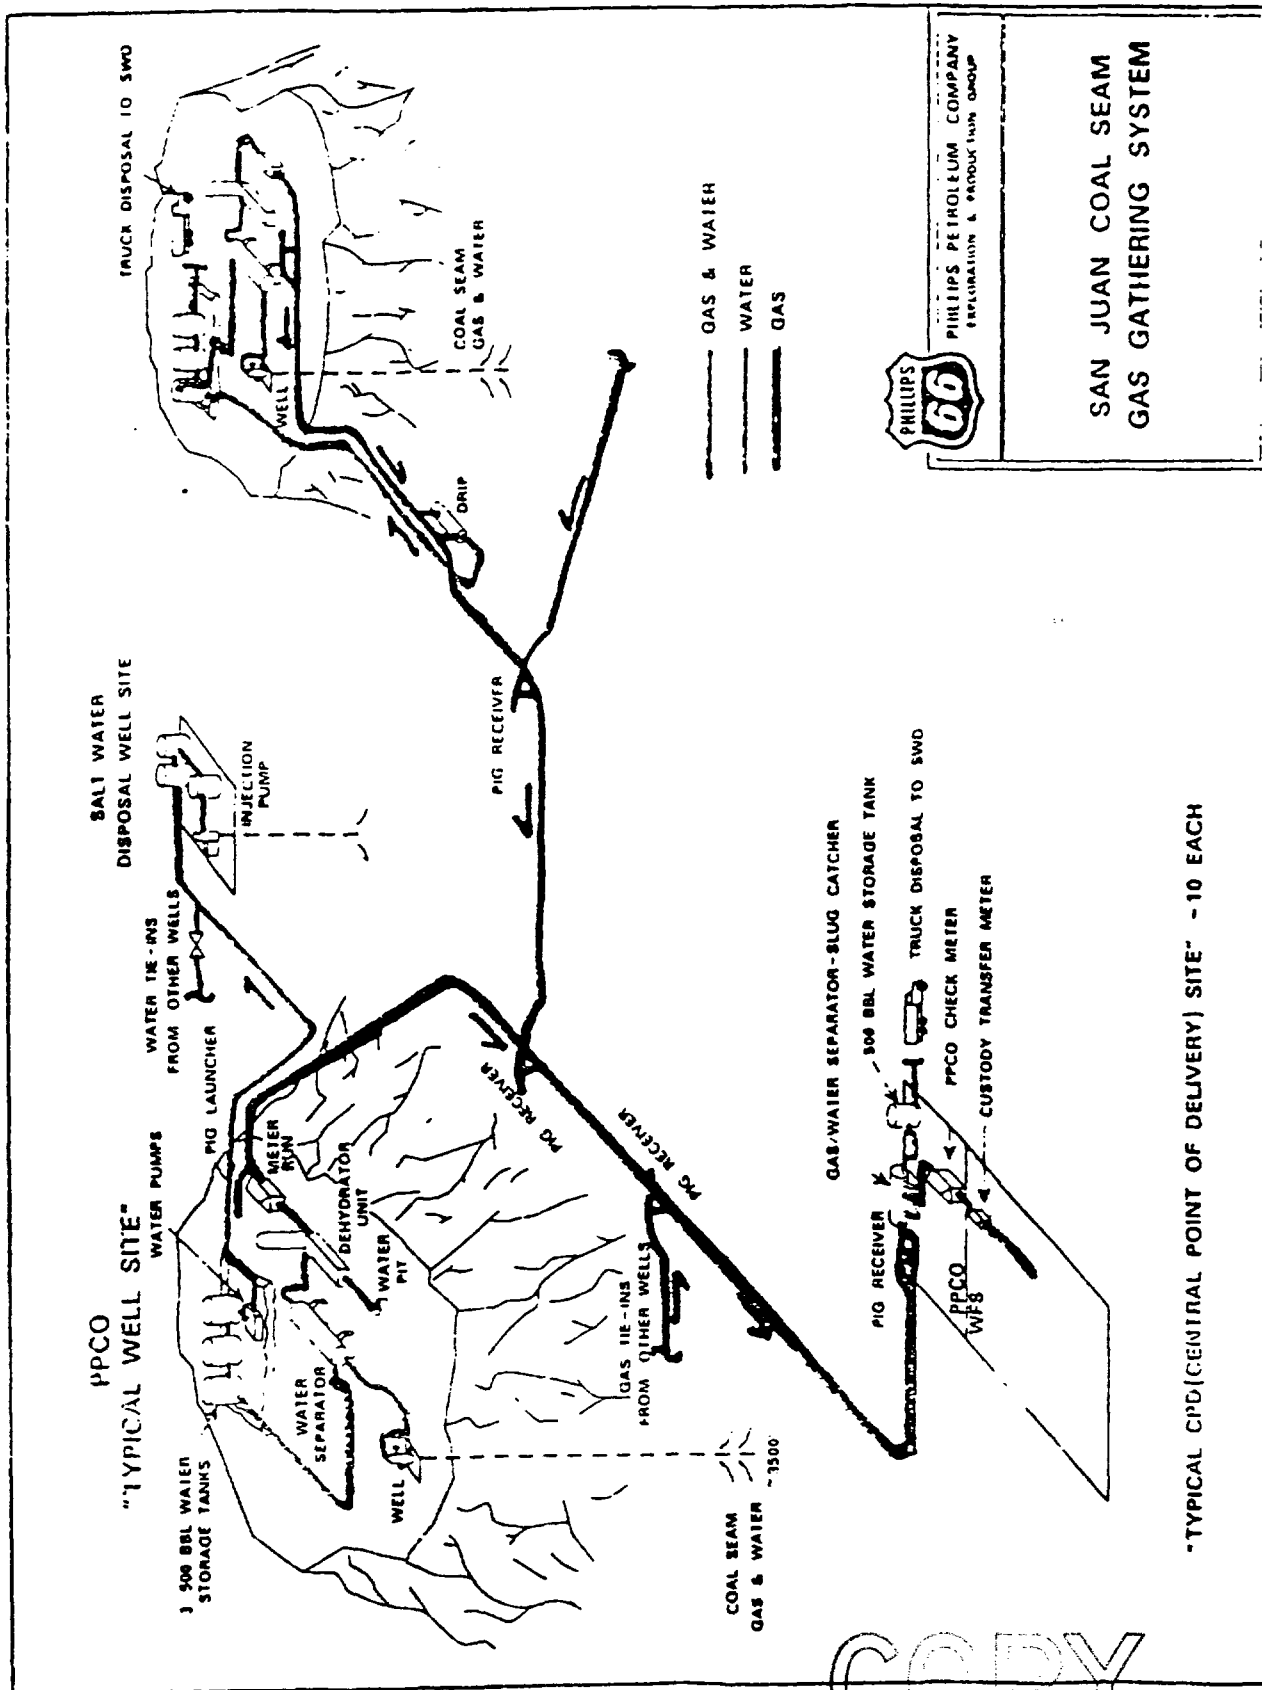 PPCO
"TYPICAL WELL SITE"
WATER PUMPS
3 500 BBL WATER
STORAGE TANKS
PIG LAUNCHER
METER
RUN
DEHYDRATOR
UNIT
WATER
PIT
WATER
SEPARATOR
WELL
COAL SEAM
GAS & WATER
~3500'
WATER TIE-INS
FROM OTHER WELLS
SALT WATER
DISPOSAL WELL SITE
INJECTION
PUMP
TRUCK DISPOSAL TO SWD
WELL
COAL SEAM
GAS & WATER
DRIP
PIG RECEIVER
PIG RECEIVER
PIG RECEIVER
GAS TIE-INS
FROM OTHER WELLS
GAS & WATER
WATER
GAS
GAS/WATER SEPARATOR-SLUG CATCHER
500 BBL WATER STORAGE TANK
TRUCK DISPOSAL TO SWD
PPCO CHECK METER
CUSTODY TRANSFER METER
PIG RECEIVER
PPCO
WFS
"TYPICAL CPD(CENTRAL POINT OF DELIVERY) SITE" -10 EACH
PHILLIPS
66
PHILLIPS PETROLEUM COMPANY
EXPLORATION & PRODUCTION GROUP
SAN JUAN COAL SEAM
GAS GATHERING SYSTEM
COPY